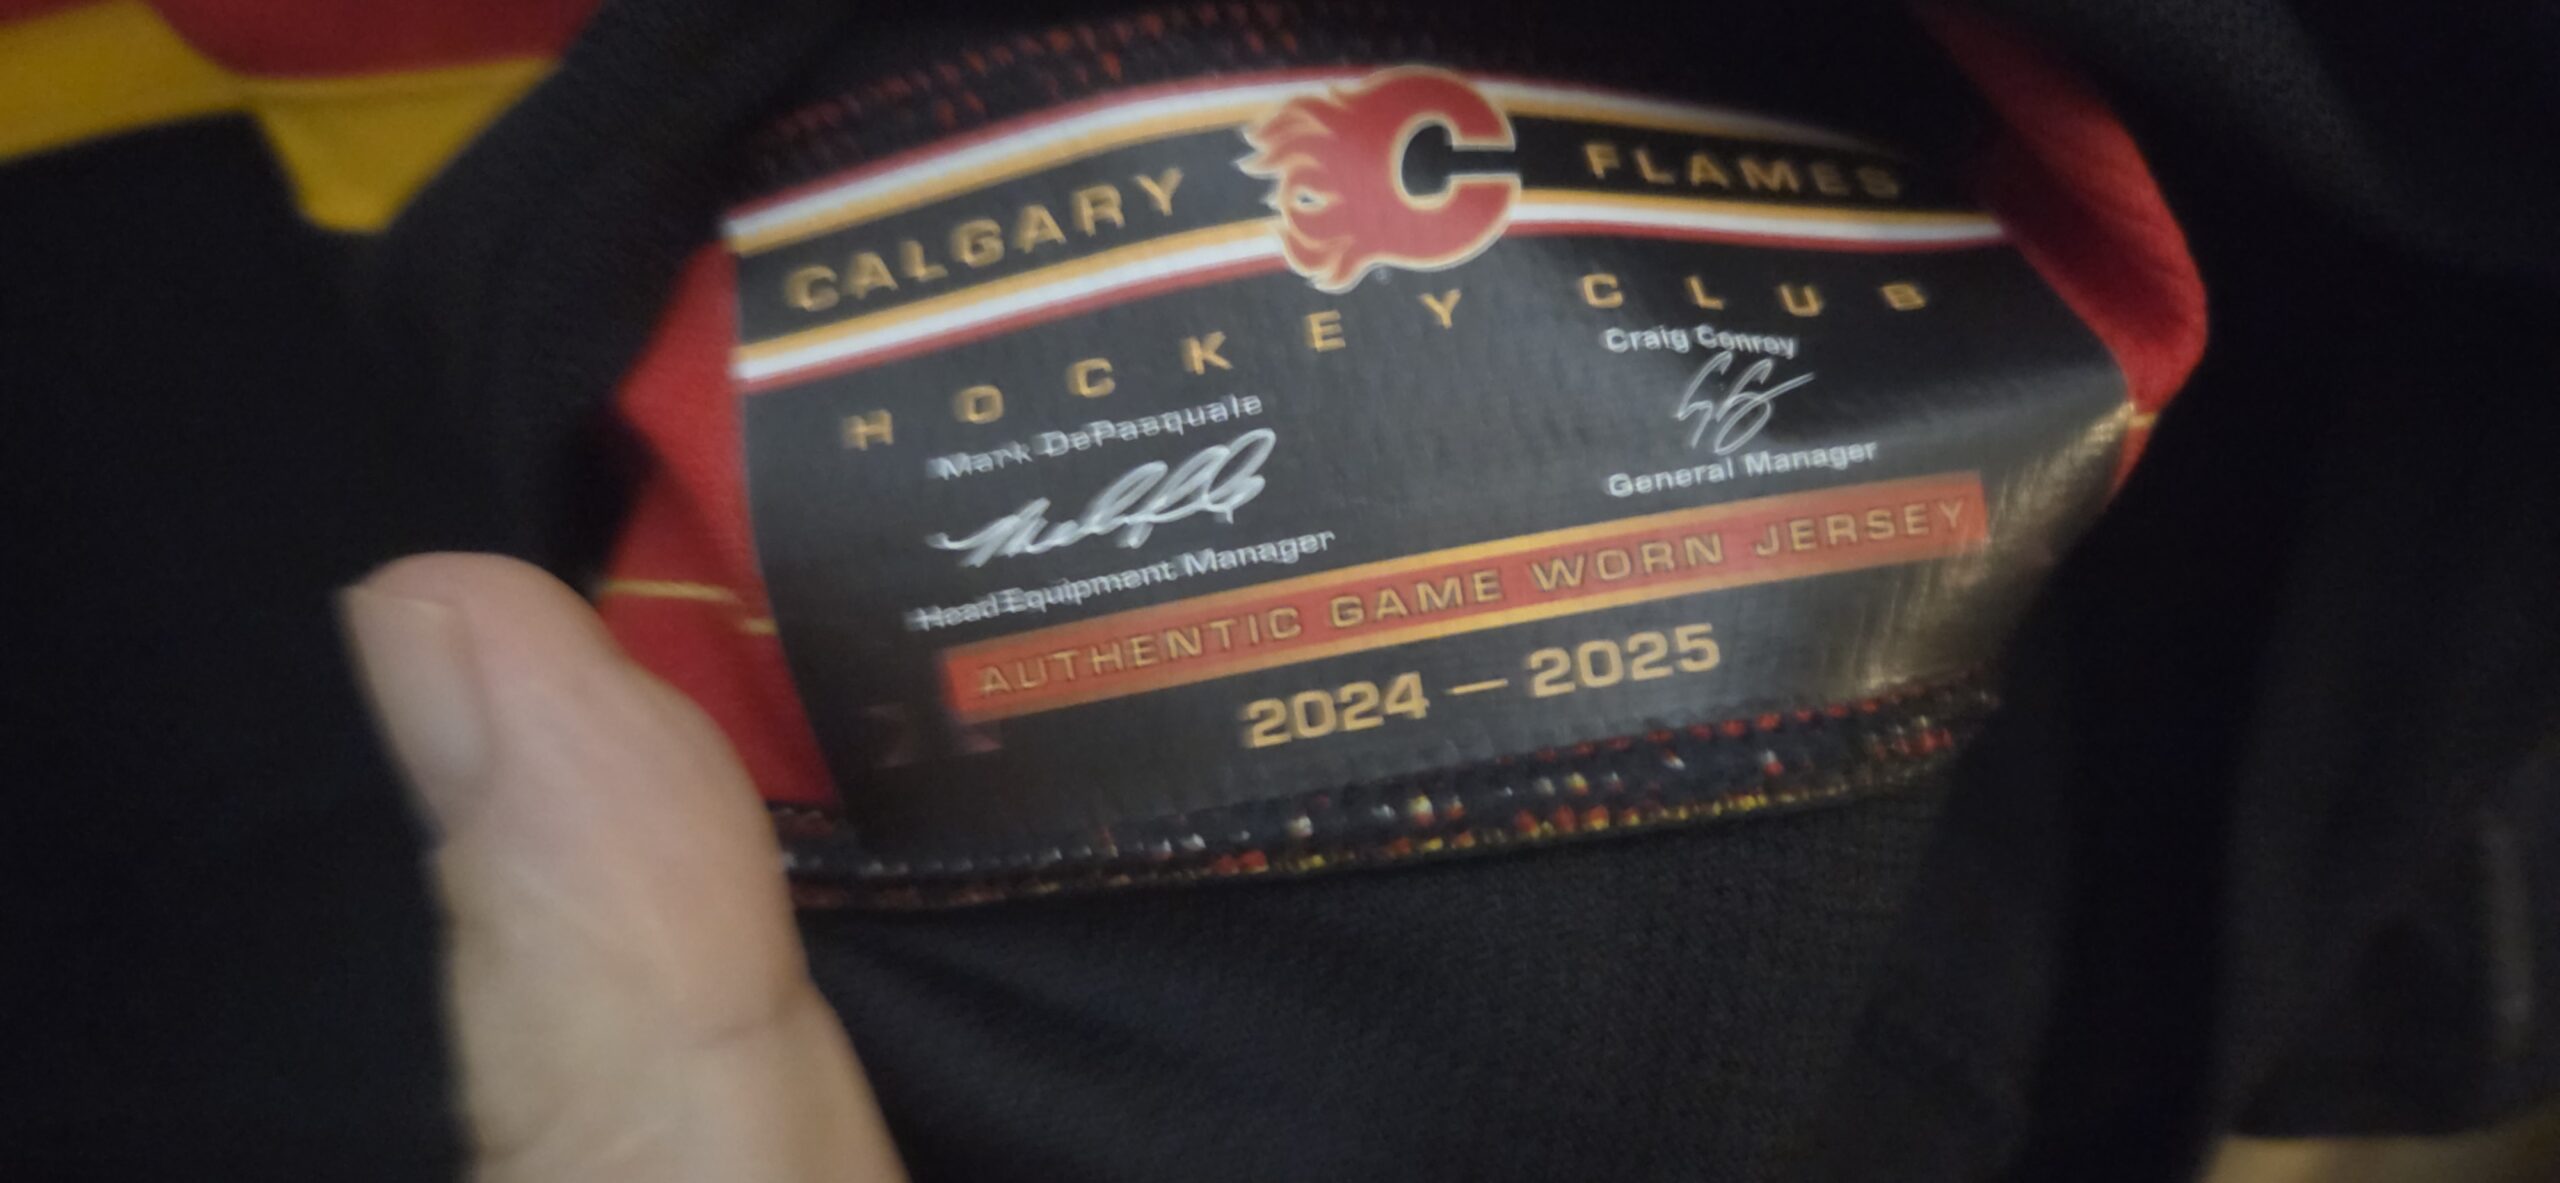 CALGARY FLAMES
HOCKEY CLUB
Mark DePasquale
Head Equipment Manager
Craig Conroy
General Manager
AUTHENTIC GAME WORN JERSEY
2024 – 2025